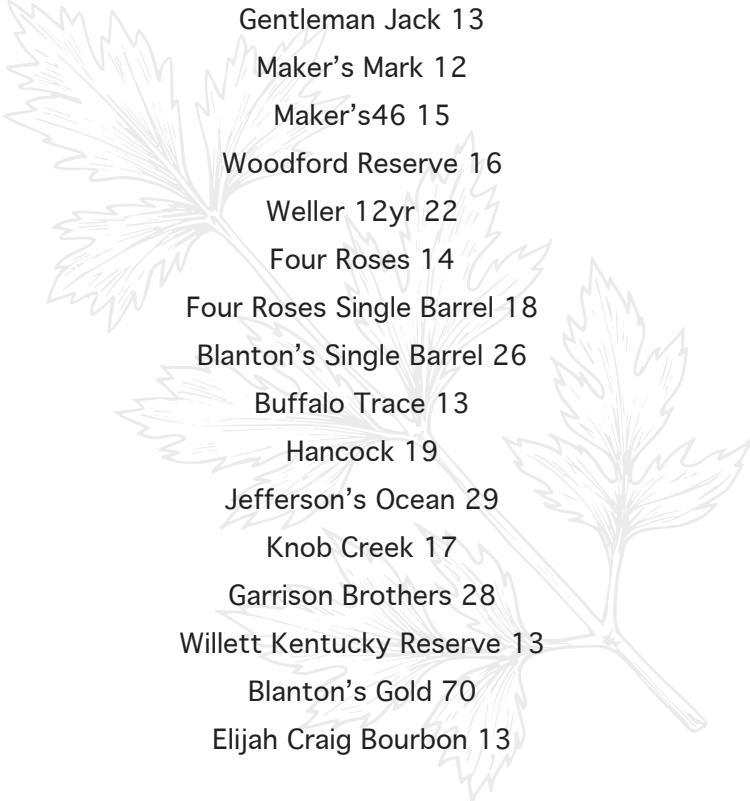 Gentleman Jack 13
Maker’s Mark 12
Maker’s46 15
Woodford Reserve 16
Weller 12yr 22
Four Roses 14
Four Roses Single Barrel 18
Blanton’s Single Barrel 26
Buffalo Trace 13
Hancock 19
Jefferson’s Ocean 29
Knob Creek 17
Garrison Brothers 28
Willett Kentucky Reserve 13
Blanton’s Gold 70
Elijah Craig Bourbon 13